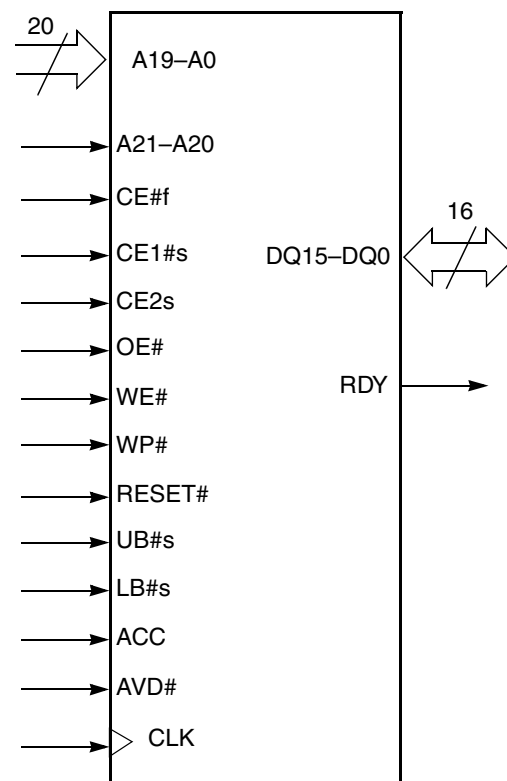 20
A19–A0
A21–A20
CE#f
16
CE1#s
DQ15–DQ0
CE2s
OE#
RDY
WE#
WP#
RESET#
UB#s
LB#s
ACC
AVD#
CLK